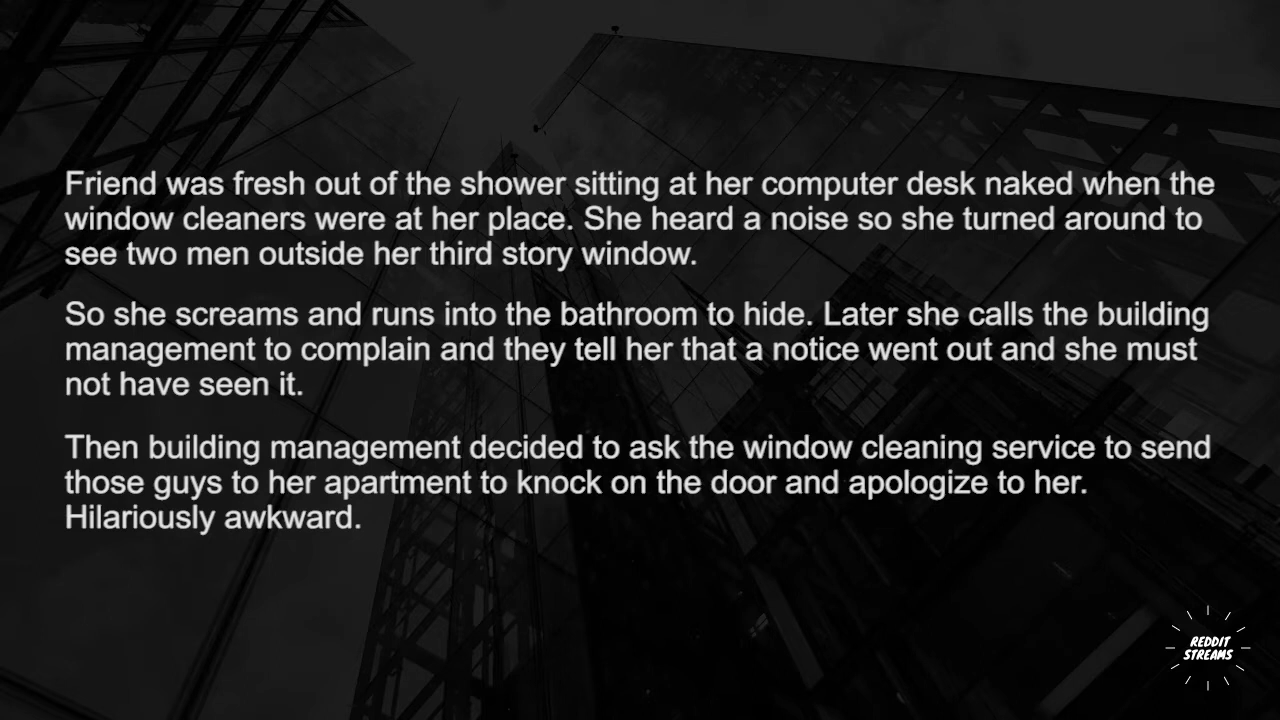 Friend was fresh out of the shower sitting at her computer desk naked when the
window cleaners were at her place. She heard a noise so she turned around to
see two men outside her third story window.
So she screams and runs into the bathroom to hide. Later she calls the building
management to complain and they tell her that a notice went out and she must
not have seen it.
Then building management decided to ask the window cleaning service to send
those guys to her apartment to knock on the door and apologize to her.
Hilariously awkward.
REDDIT
STREAMS